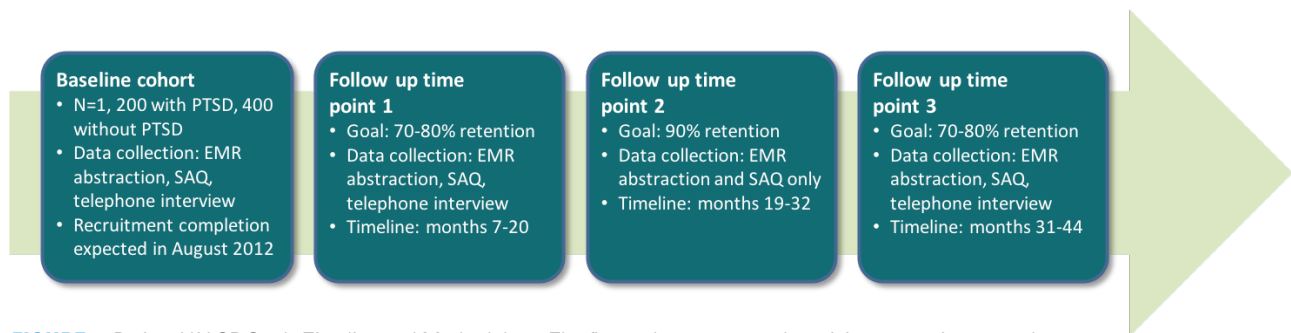 Baseline cohort
• N=1, 200 with PTSD, 400
without PTSD
• Data collection: EMR
abstraction, SAQ,
telephone interview
• Recruitment completion
expected in August 2012
Follow up time
point 1
• Goal: 70-80% retention
• Data collection: EMR
abstraction, SAQ,
telephone interview
• Timeline: months 7-20
Follow up time
point 2
• Goal: 90% retention
• Data collection: EMR
abstraction and SAQ only
• Timeline: months 19-32
Follow up time
point 3
• Goal: 70-80% retention
• Data collection: EMR
abstraction, SAQ,
telephone interview
• Timeline: months 31-44